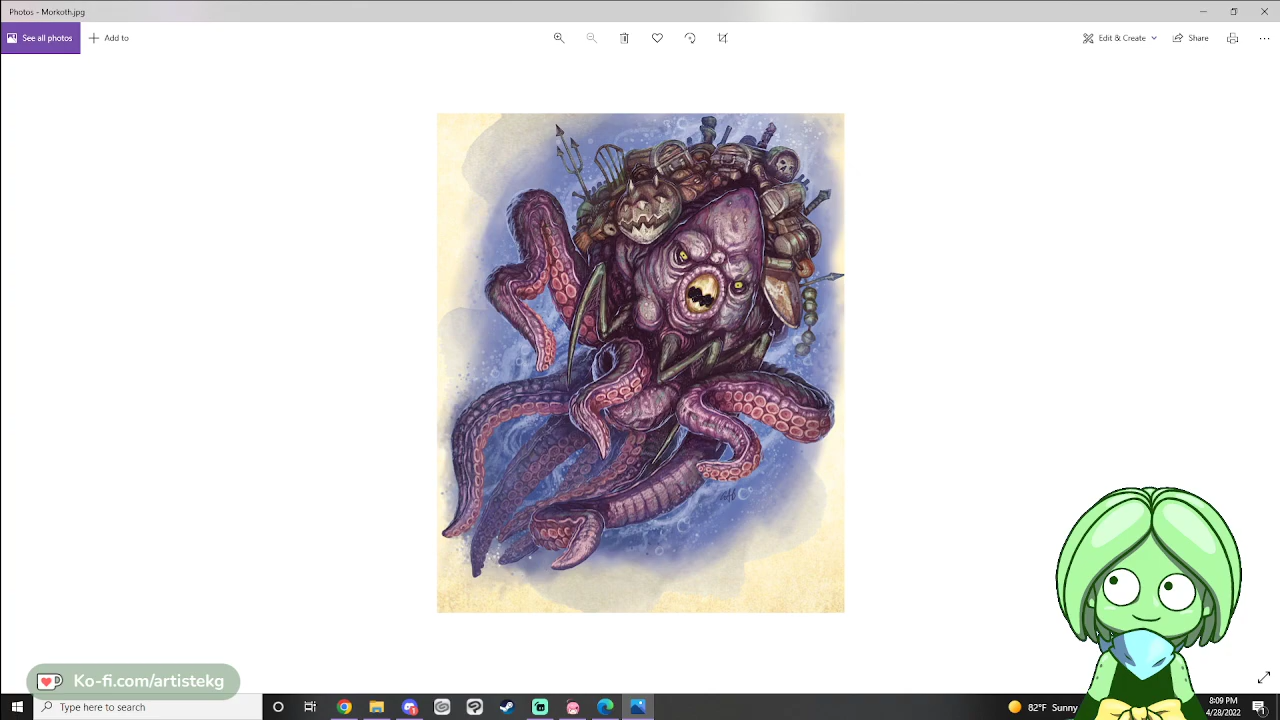 Photos - Morkoth.jpg
See all photos
Add to
Edit & Create
Share
Ko-fi.com/artistekg
Type here to search
82°F Sunny
8:09 PM
4/28/2022